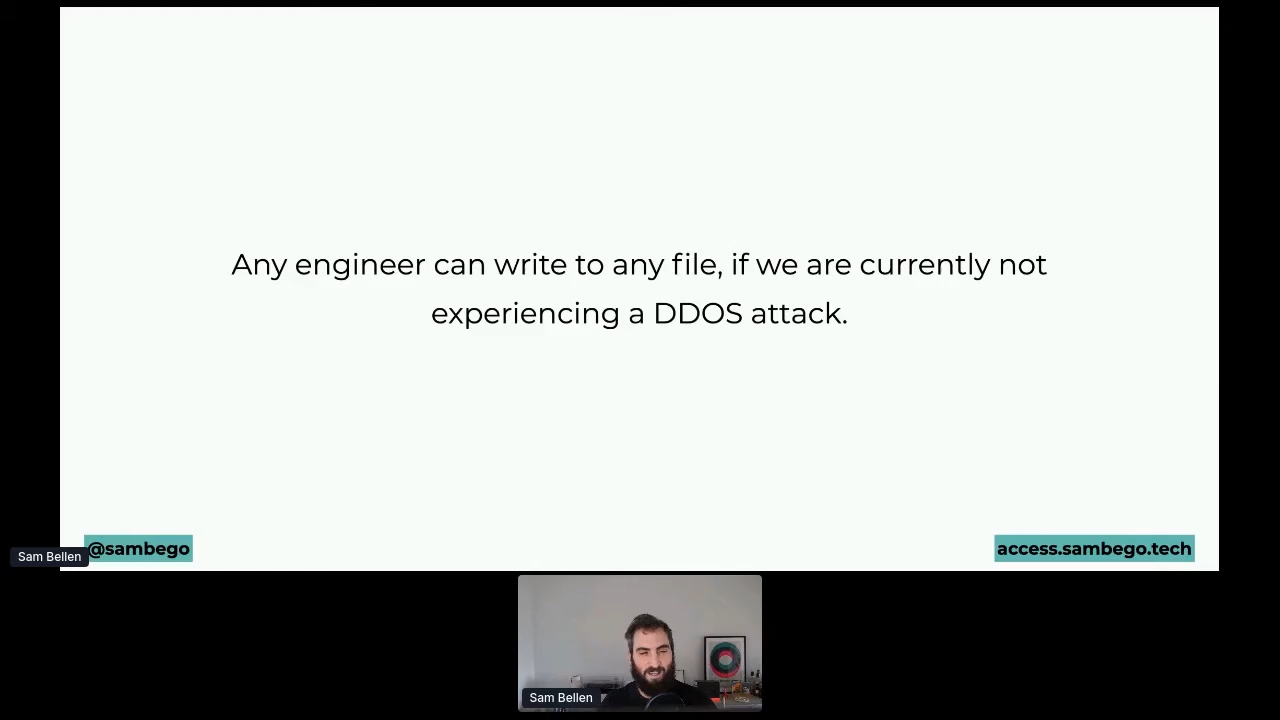 Any engineer can write to any file, if we are currently not
experiencing a DDOS attack.
@sambego
access.sambego.tech
Sam Bellen
Sam Bellen